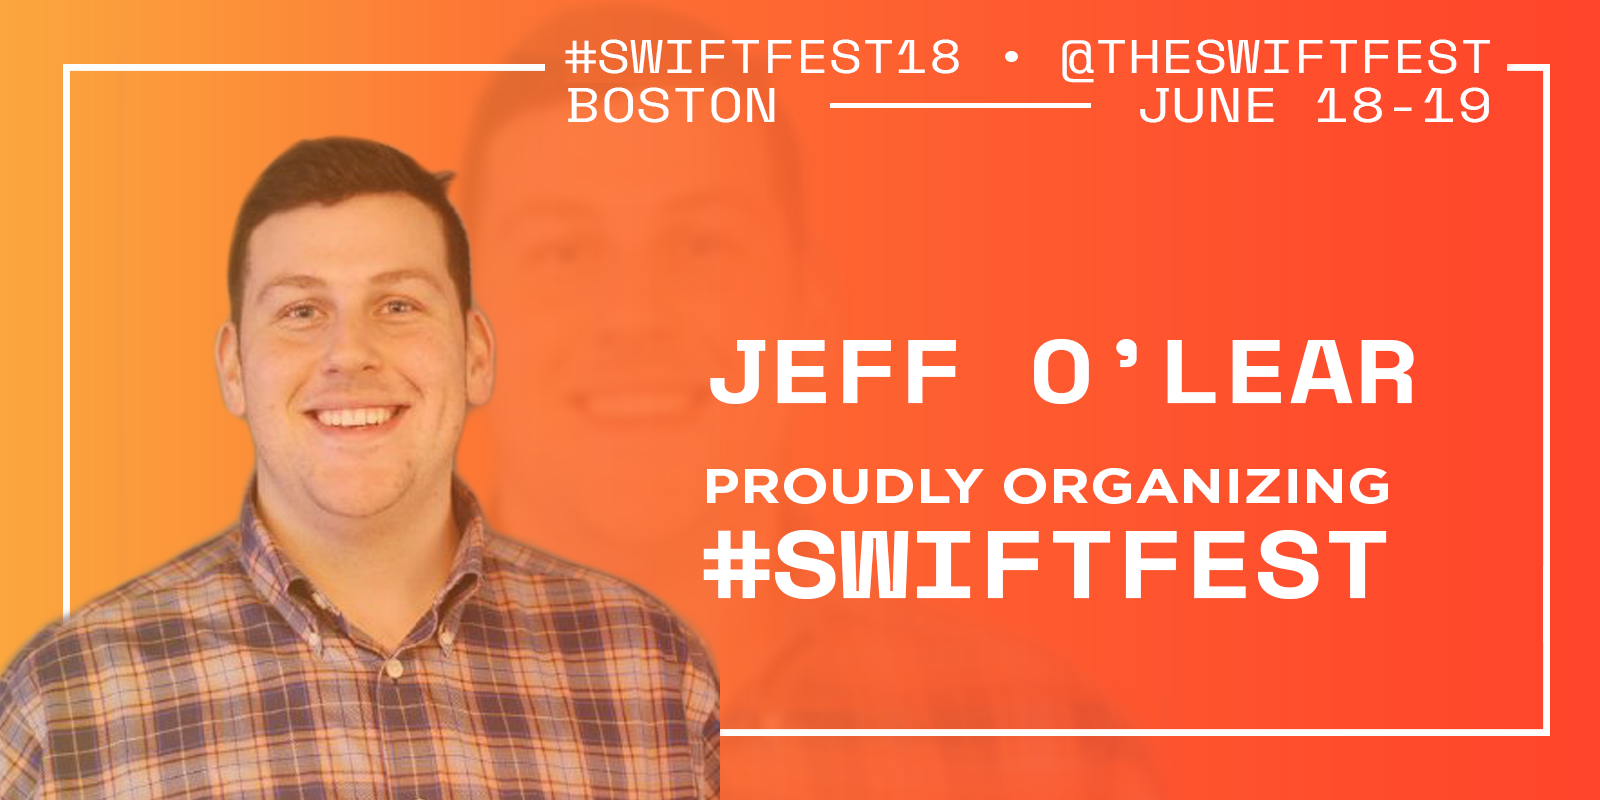 #SWIFTFEST18 • @THESWIFTFEST
BOSTON — JUNE 18-19
JEFF O’LEAR
PROUDLY ORGANIZING
#SWIFTFEST